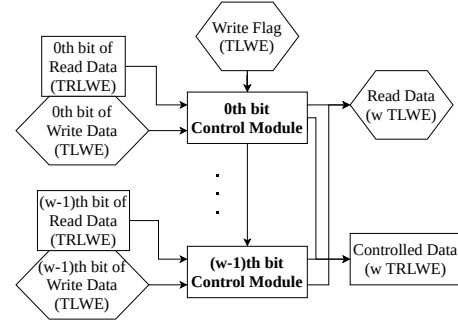 Write Flag
(TLWE)
0th bit of
Read Data
(TRLWE)
0th bit of
Write Data
(TLWE)
0th bit
Control Module
Read Data
(w TLWE)
(w-1)th bit of
Read Data
(TRLWE)
(w-1)th bit of
Write Data
(TLWE)
(w-1)th bit
Control Module
Controlled Data
(w TRLWE)